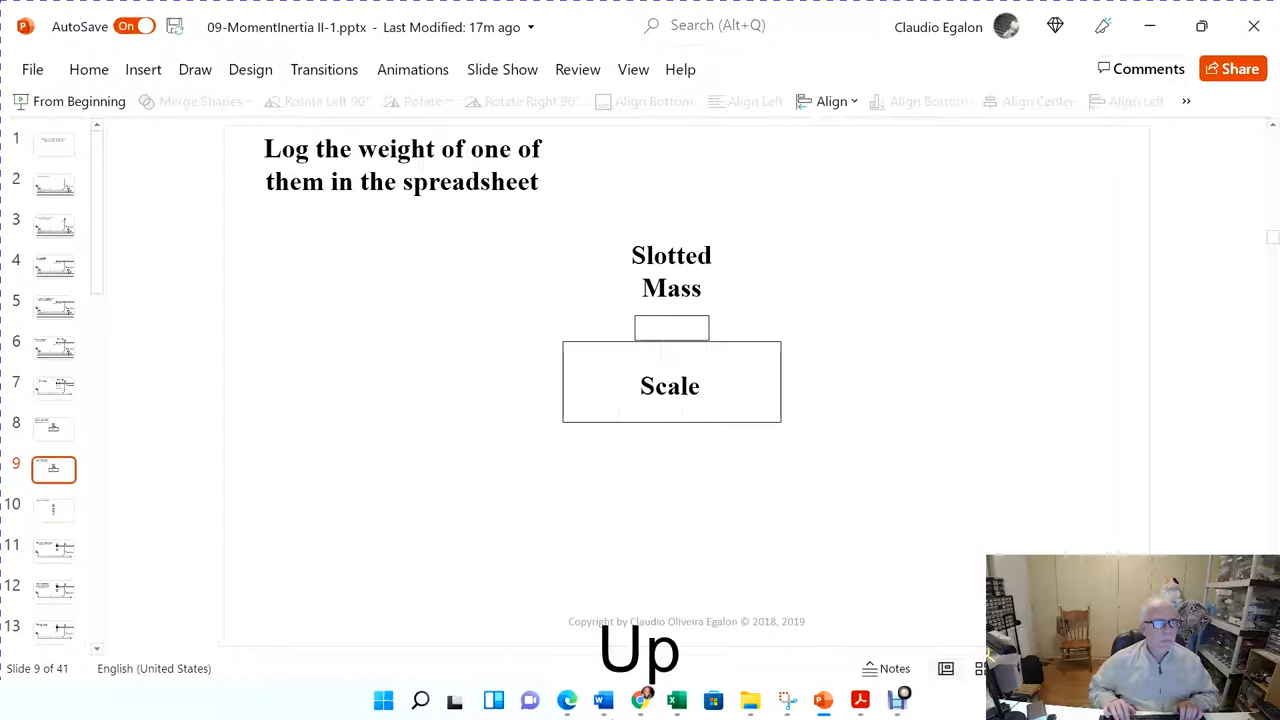 AutoSave On 09-MomentInertia II-1.pptx - Last Modified: 17m ago Search (Alt+Q) Claudio Egalon
File Home Insert Draw Design Transitions Animations Slide Show Review View Help Comments Share
From Beginning Merge Shapes Rotate Left 90° Rotate Rotate Right 90° Align Bottom Align Left Align Align Bottom Align Center Align Left
1
2
3
4
5
6
7
8
9
10
11
12
13
Log the weight of one of
them in the spreadsheet
Slotted
Mass
Scale
Copyright by Claudio Oliveira Egalon © 2018, 2019
Up
Slide 9 of 41 English (United States) Notes